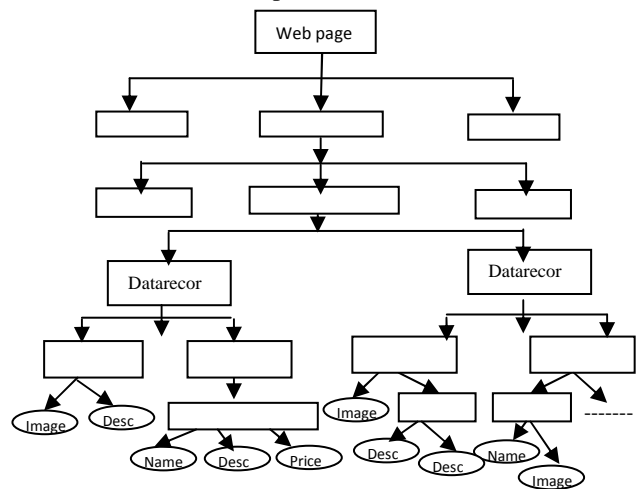 Web page
Datarecor
Datarecor
Image
Desc
Name
Desc
Price
Image
Desc
Desc
Name
Image
-------